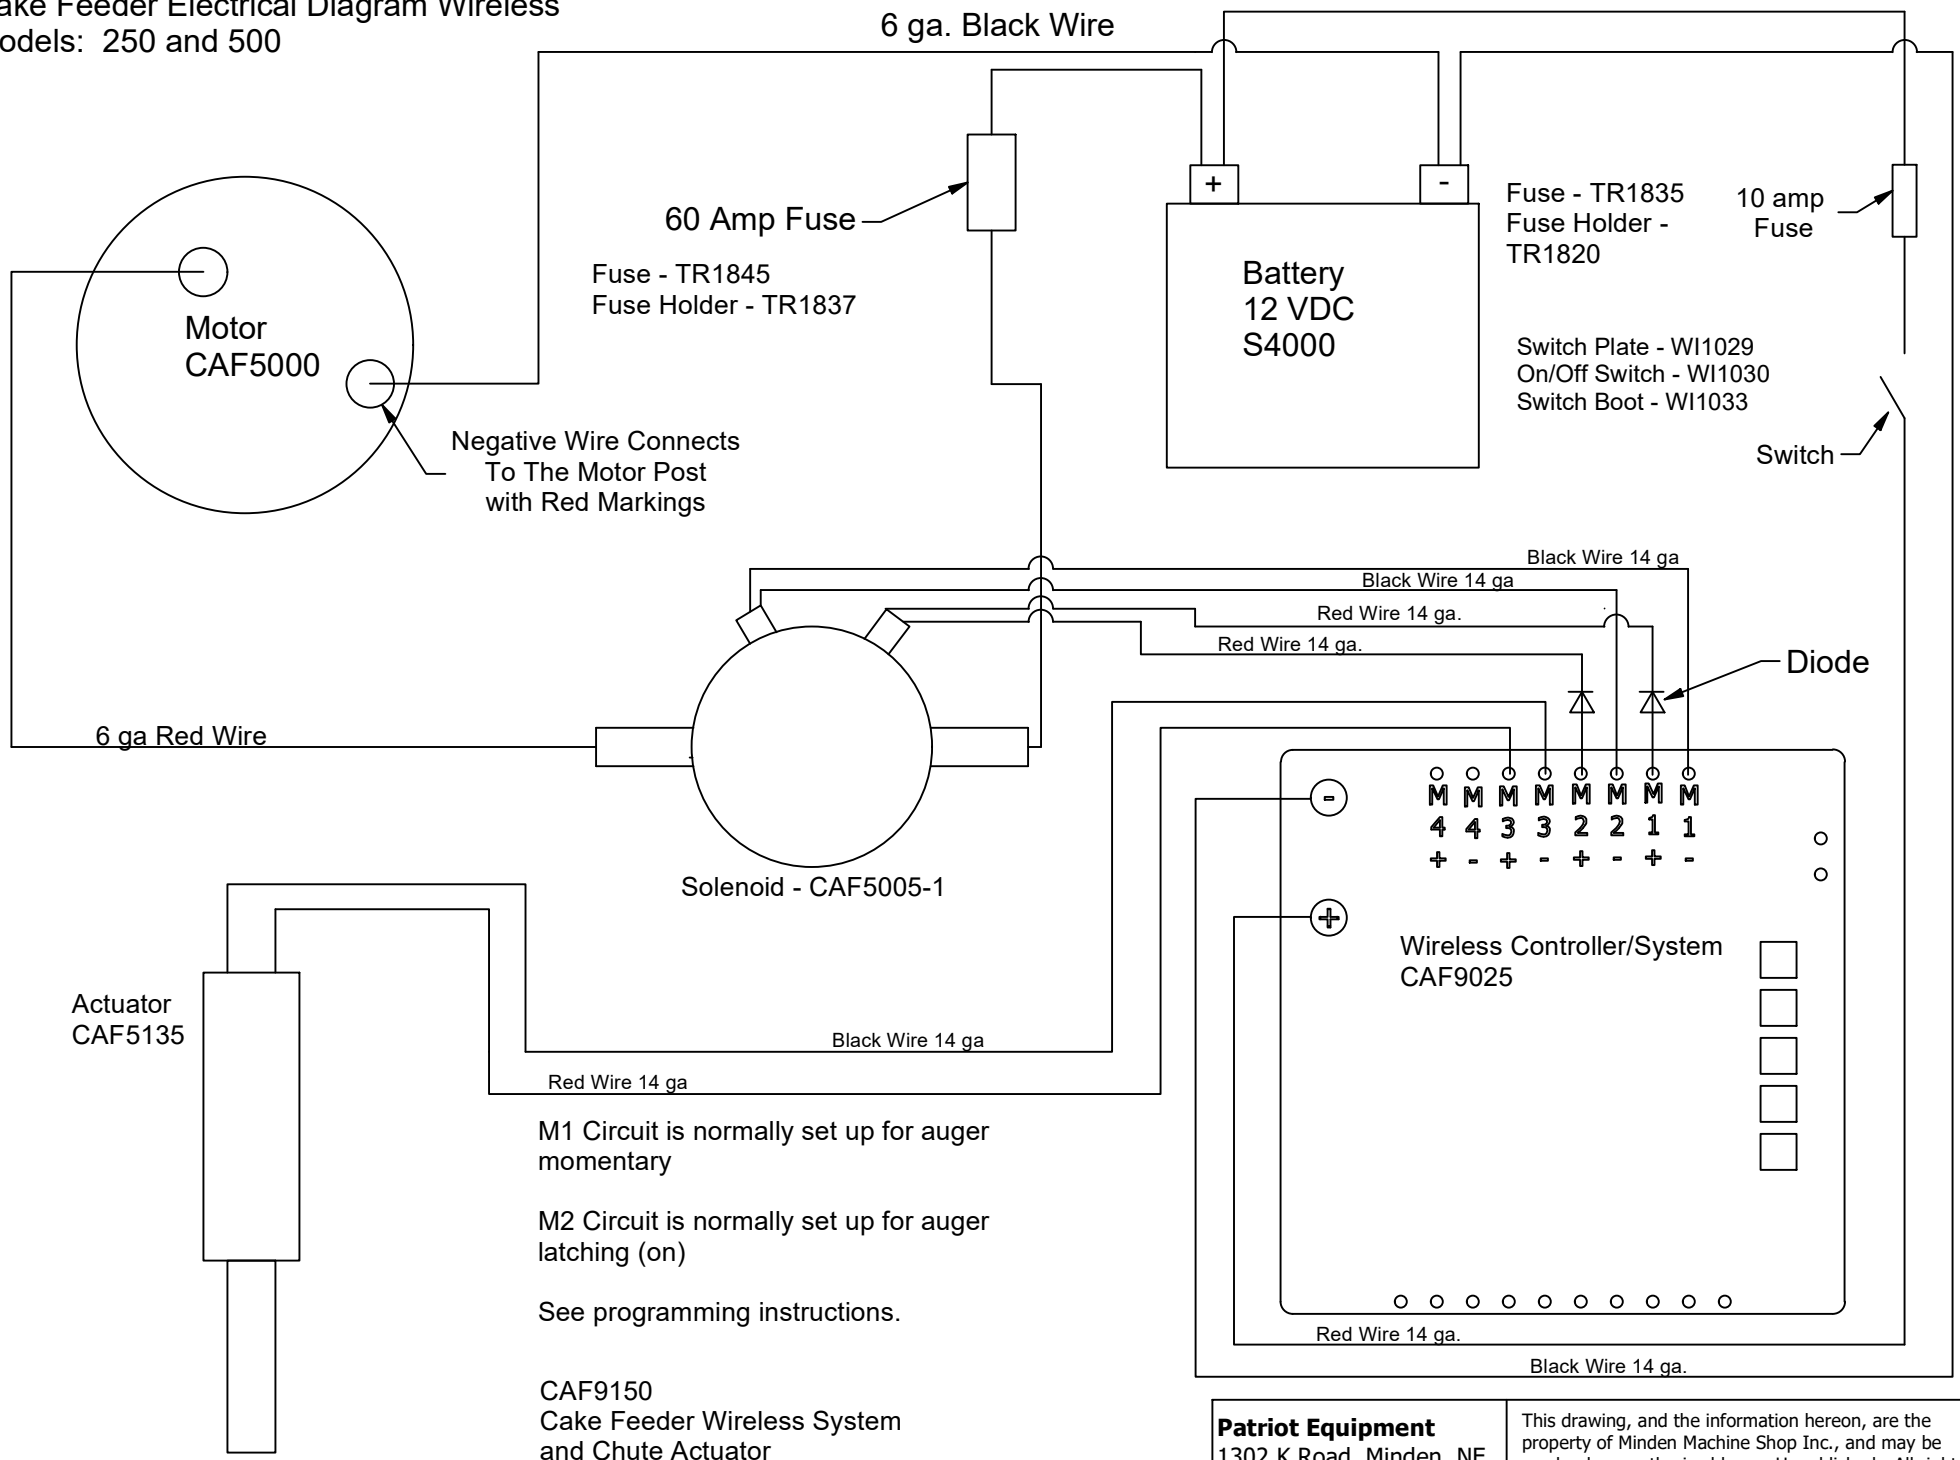 ake Feeder Electrical Diagram Wireless
odels: 250 and 500
6 ga. Black Wire
60 Amp Fuse
Fuse - TR1845
Fuse Holder - TR1837
+
-
Battery
12 VDC
S4000
Fuse - TR1835
Fuse Holder -
TR1820
10 amp
Fuse
Switch Plate - WI1029
On/Off Switch - WI1030
Switch Boot - WI1033
Switch
Motor
CAF5000
Negative Wire Connects
To The Motor Post
with Red Markings
Black Wire 14 ga
Black Wire 14 ga
Red Wire 14 ga.
Red Wire 14 ga.
Diode
6 ga Red Wire
Solenoid - CAF5005-1
-
+
M M M M M M M M
4 4 3 3 2 2 1 1
+ - + - + - + -
Wireless Controller/System
CAF9025
Actuator
CAF5135
Black Wire 14 ga
Red Wire 14 ga
M1 Circuit is normally set up for auger
momentary
M2 Circuit is normally set up for auger
latching (on)
See programming instructions.
CAF9150
Cake Feeder Wireless System
and Chute Actuator
Red Wire 14 ga.
Black Wire 14 ga.
Patriot Equipment
1302 K Road, Minden, NE
This drawing, and the information hereon, are the
property of Minden Machine Shop Inc., and may be